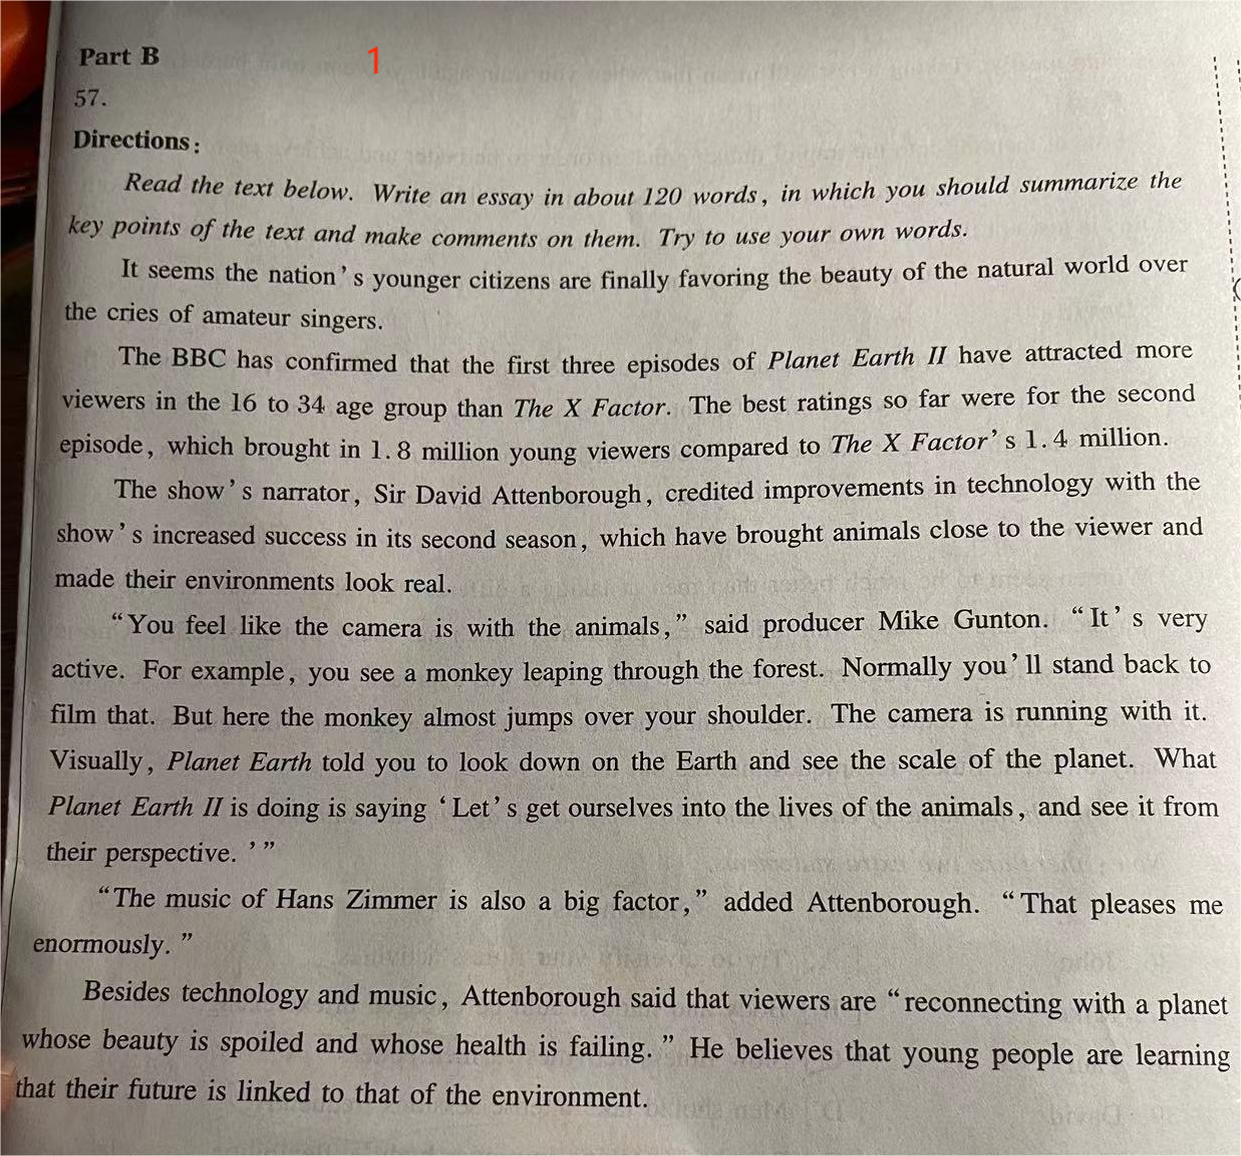 Part B
1
57.
Directions:
Read the text below. Write an essay in about 120 words, in which you should summarize the
key points of the text and make comments on them. Try to use your own words.
It seems the nation's younger citizens are finally favoring the beauty of the natural world over
the cries of amateur singers.
The BBC has confirmed that the first three episodes of Planet Earth II have attracted more
viewers in the 16 to 34 age group than The X Factor. The best ratings so far were for the second
episode, which brought in 1.8 million young viewers compared to The X Factor's 1.4 million.
The show's narrator, Sir David Attenborough, credited improvements in technology with the
show's increased success in its second season, which have brought animals close to the viewer and
made their environments look real.
"You feel like the camera is with the animals," said producer Mike Gunton. "It's very
active. For example, you see a monkey leaping through the forest. Normally you'll stand back to
film that. But here the monkey almost jumps over your shoulder. The camera is running with it.
Visually, Planet Earth told you to look down on the Earth and see the scale of the planet. What
Planet Earth II is doing is saying 'Let's get ourselves into the lives of the animals, and see it from
their perspective.'"
"The music of Hans Zimmer is also a big factor," added Attenborough. "That pleases me
enormously."
Besides technology and music, Attenborough said that viewers are "reconnecting with a planet
whose beauty is spoiled and whose health is failing." He believes that young people are learning
that their future is linked to that of the environment.